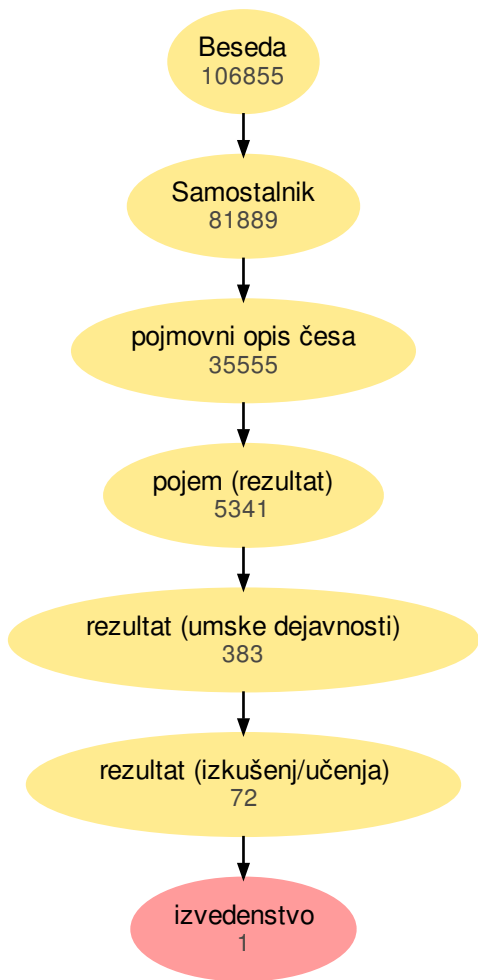 Beseda
106855
Samostalnik
81889
pojmovni opis česa
35555
pojem (rezultat)
5341
rezultat (umske dejavnosti)
383
rezultat (izkušenj/učenja)
72
izvedenstvo
1